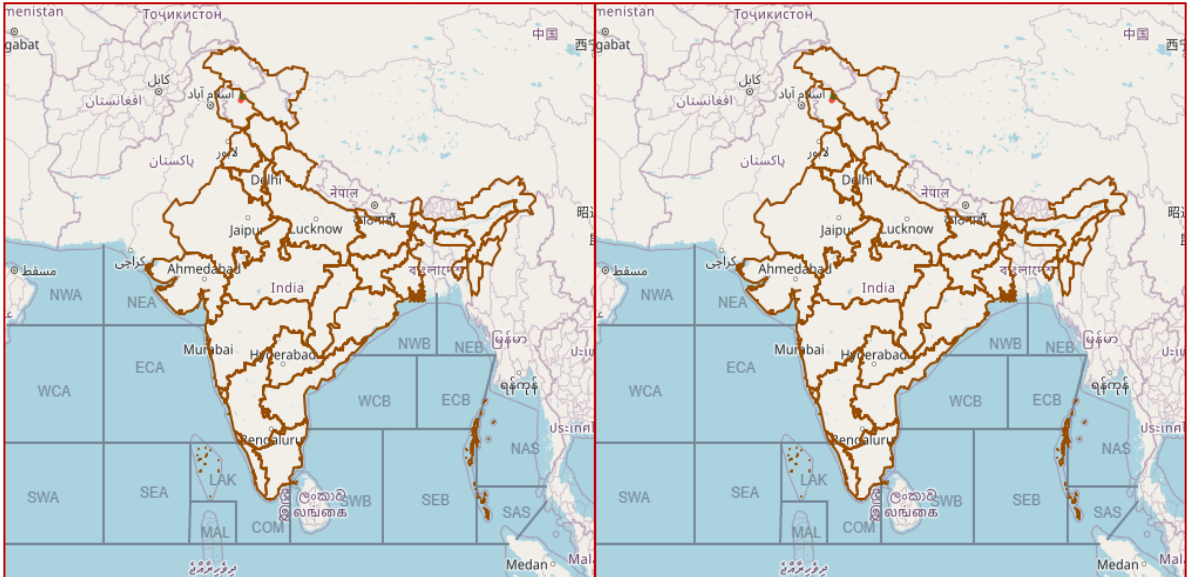 menistan
Тоҷикистон
中国
西宁
gabat
کابل
اسلام آباد
افغانستان
پاکستان
لاہور
Delhi
नेपाल
काठमाडौं
Jaipur
Lucknow
کراچی
Ahmedabad
বাংলাদেশ
مسقط
India
NWA
NEA
Mumbai
Hyderabad
NWB
NEB
မြန်မာ
ရန်ကုန်
ECA
WCA
WCB
ECB
Bengaluru
NAS
LAK
SWA
SEA
ශ්‍රී ලංකාව
இலங்கை
SWB
SEB
SAS
MAL
COM
ދިވެހިރާއްޖެ
Medan
Mal
menistan
Тоҷикистон
中国
gabat
کابل
اسلام آباد
افغانستان
پاکستان
لاہور
Delhi
नेपाल
काठमाडौं
Jaipur
Lucknow
کراچی
Ahmedabad
বাংলাদেশ
مسقط
India
NWA
NEA
Mumbai
Hyderabad
NWB
NEB
မြန်မာ
ရန်ကုန်
ECA
WCA
WCB
ECB
Bengaluru
NAS
LAK
SWA
SEA
ශ්‍රී ලංකාව
இலங்கை
SWB
SEB
SAS
MAL
COM
ދިވެހިރާއްޖެ
Medan
Mala